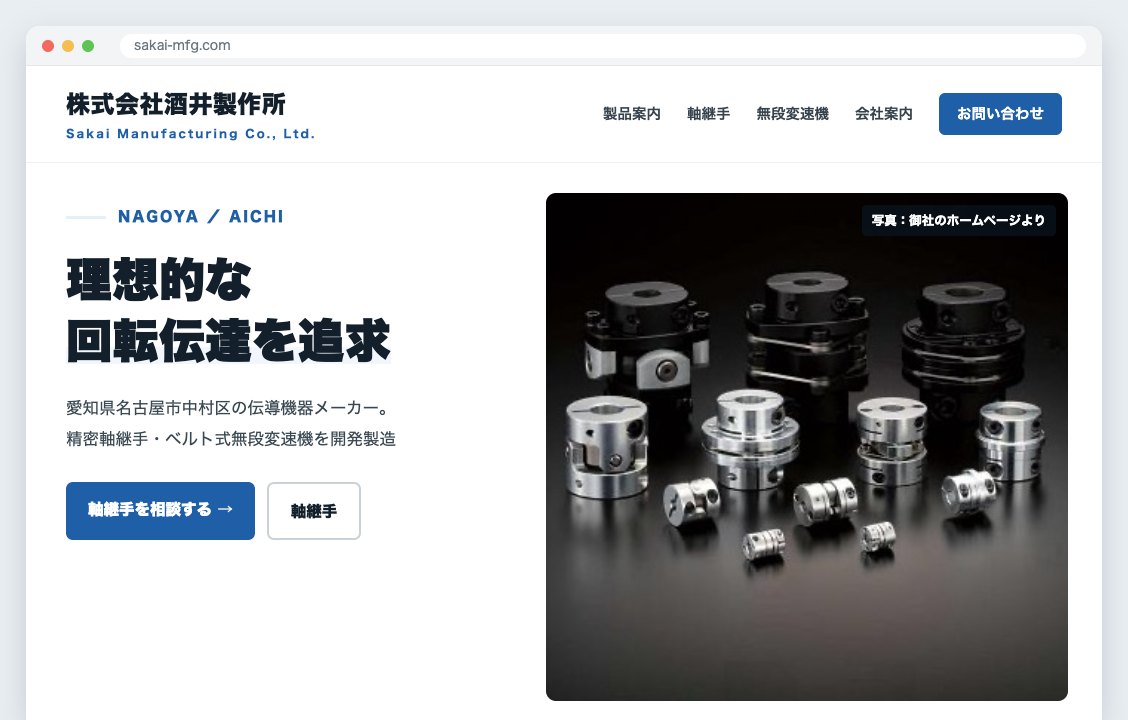 sakai-mfg.com
株式会社酒井製作所
Sakai Manufacturing Co., Ltd.
製品案内
軸継手
無段変速機
会社案内
お問い合わせ
NAGOYA ／ AICHI
理想的な
回転伝達を追求
愛知県名古屋市中村区の伝導機器メーカー。
精密軸継手・ベルト式無段変速機を開発製造
軸継手を相談する →
軸継手
写真：御社のホームページより